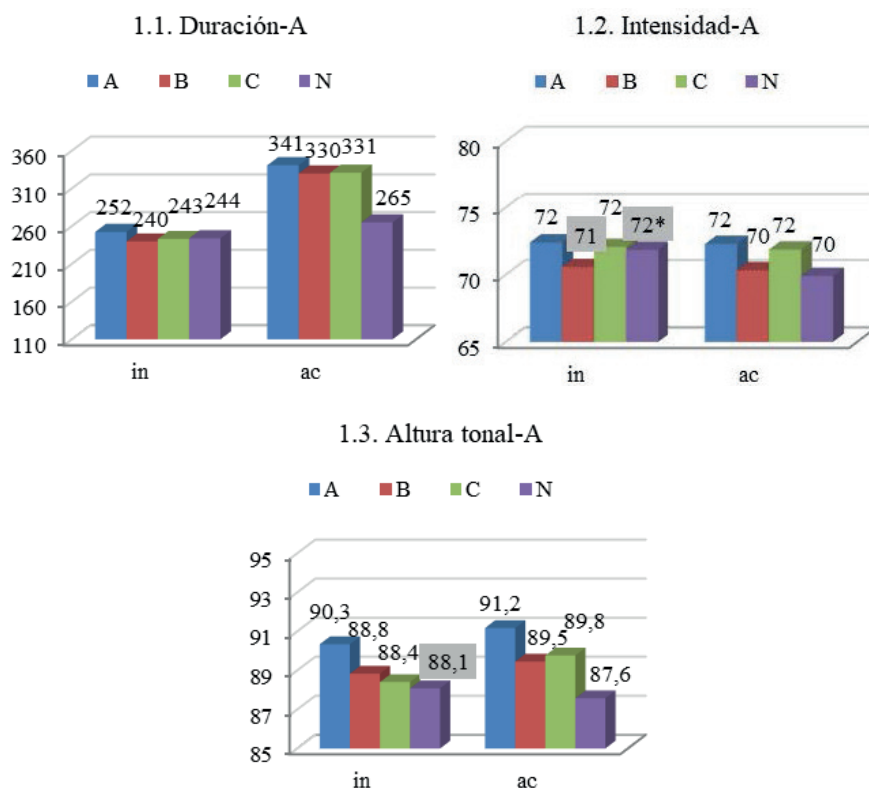 1.1. Duración-A
A B C N
360
310
260
210
160
110
252 240 243 244 341 330 331 265
in ac
1.2. Intensidad-A
A B C N
80
75
70
65
72 71 72 72* 72 70 72 70
in ac
1.3. Altura tonal-A
A B C N
95
93
91
89
87
85
90,3 88,8 88,4 88,1 91,2 89,5 89,8 87,6
in ac